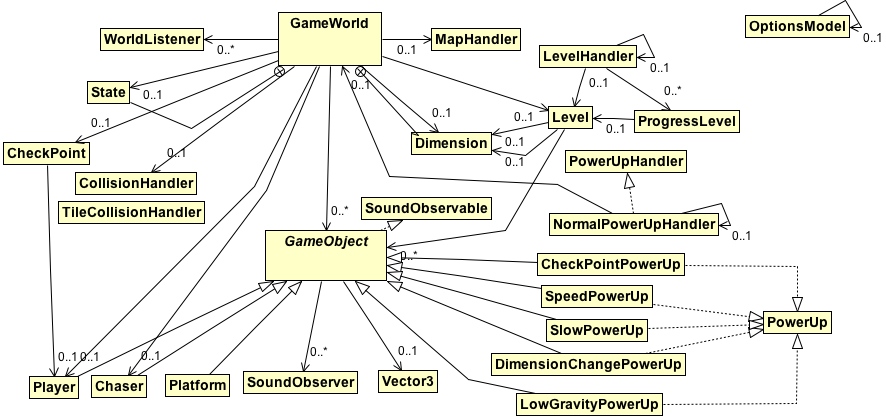 GameWorld
OptionsModel
0..1
WorldListener
0..*
0..1
MapHandler
LevelHandler
0..1
State
0..1
0..1
0..1
0..*
0..1
0..1
Level
0..1
ProgressLevel
0..1
CheckPoint
0..1
Dimension
0..1
PowerUpHandler
CollisionHandler
TileCollisionHandler
SoundObservable
0..*
NormalPowerUpHandler
0..1
GameObject
0..*
CheckPointPowerUp
SpeedPowerUp
PowerUp
SlowPowerUp
0..1
0..1
0..1
0..*
0..1
DimensionChangePowerUp
Player
Chaser
Platform
SoundObserver
Vector3
LowGravityPowerUp